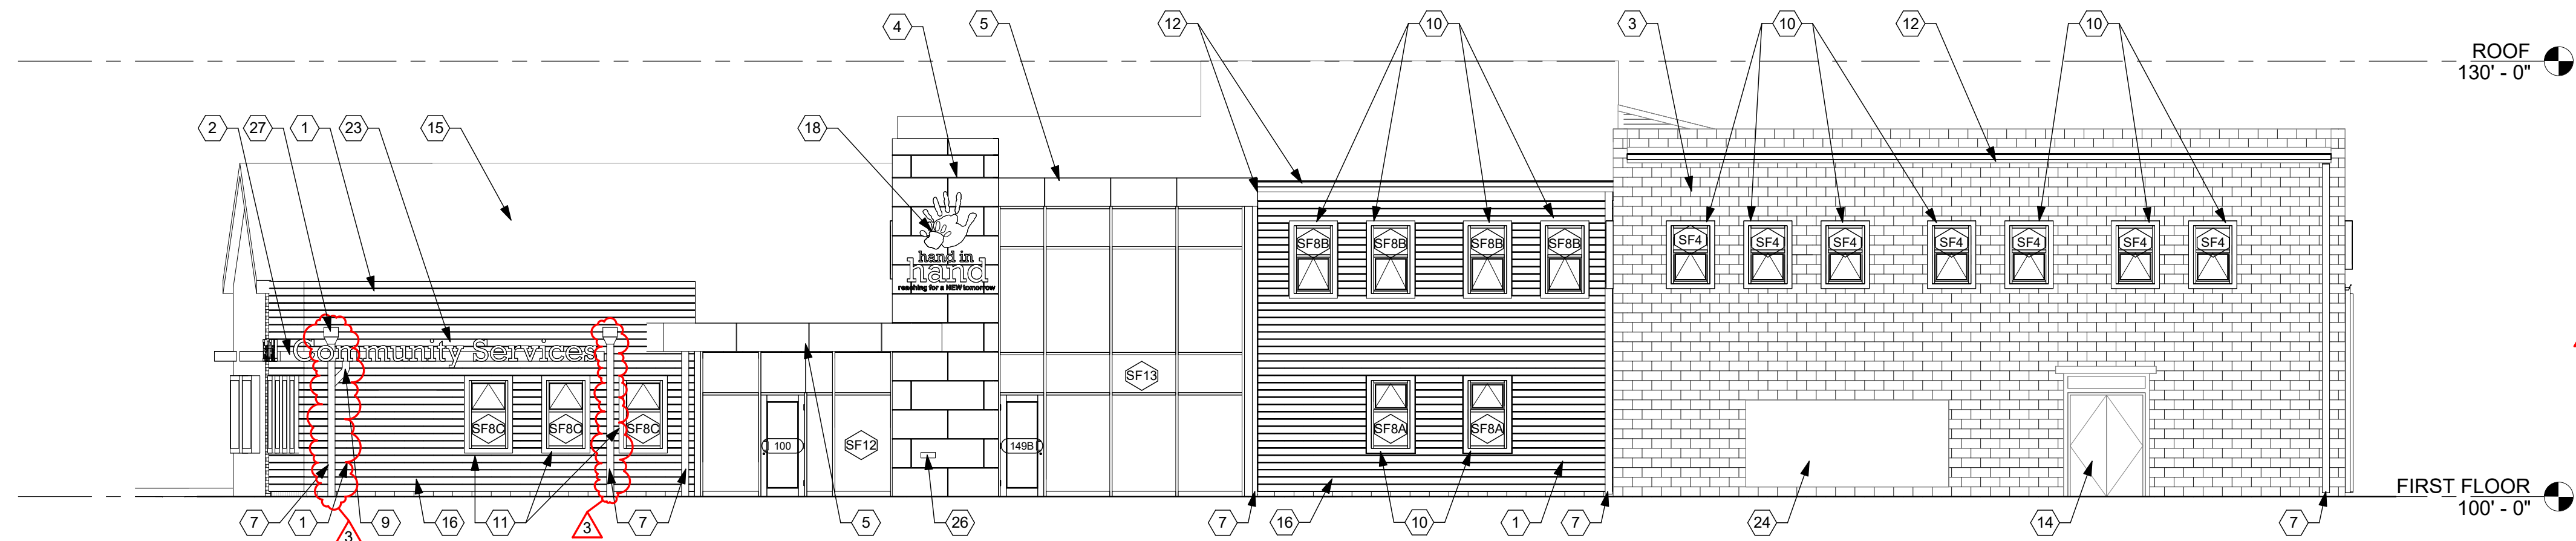 4
5
12
10
3
10
12
10
ROOF
130' - 0"
2
27
1
23
15
18
SF8B
SF8B
SF8B
SF8B
SF4
SF4
SF4
SF4
SF4
SF4
SF4
hand in
hand
reaching for a NEW tomorrow
Community Services
SF13
SF8C
SF8C
SF8C
SF8A
SF8A
100
SF12
149B
FIRST FLOOR
100' - 0"
7
1
9
16
11
7
5
26
7
16
10
1
7
24
14
7
3
3